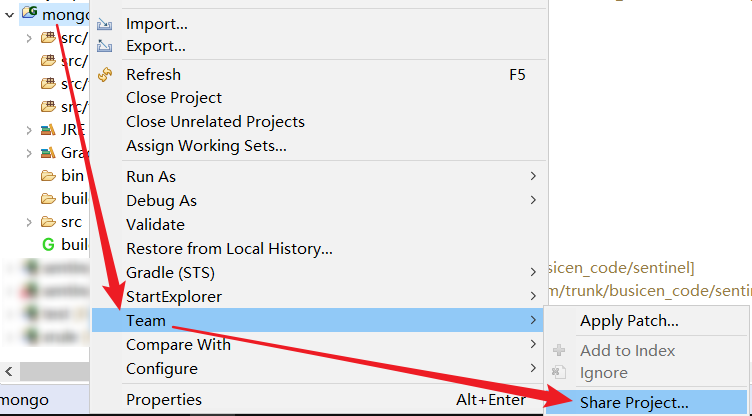 mongo
src/
src/
src/
src/
JRE
Gra
bin
buil
src
buil
Import...
Export...
Refresh F5
Close Project
Close Unrelated Projects
Assign Working Sets...
Run As
Debug As
Validate
Restore from Local History...
Gradle (STS)
StartExplorer
Team
Compare With
Configure
Properties Alt+Enter
sicen_code/sentinel]
m/trunk/busicen_code/sentin
Apply Patch...
Add to Index
Ignore
Share Project...
mongo